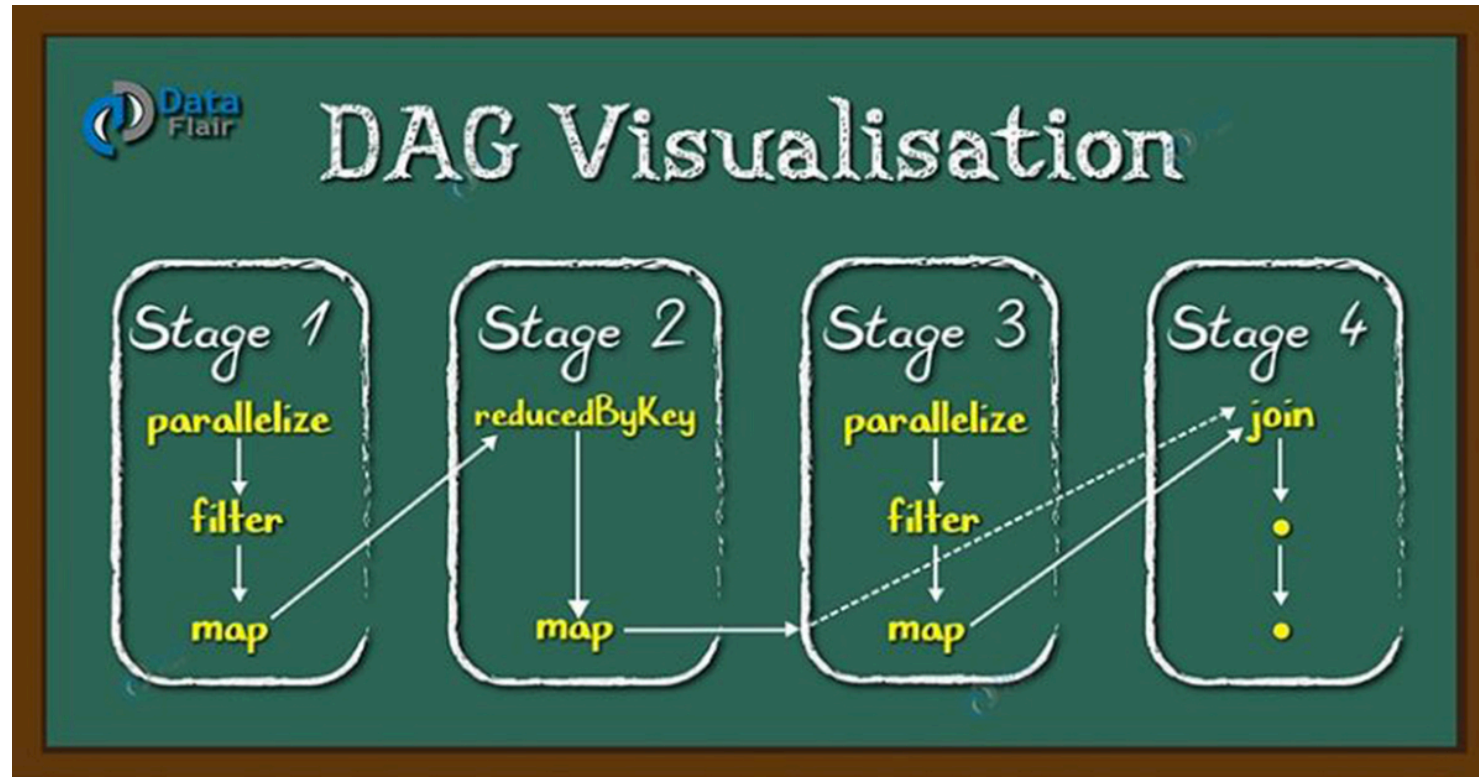 Data
Flair
DAG Visualisation
Stage 1
parallelize
filter
map
Stage 2
reducedByKey
map
Stage 3
parallelize
filter
map
Stage 4
join